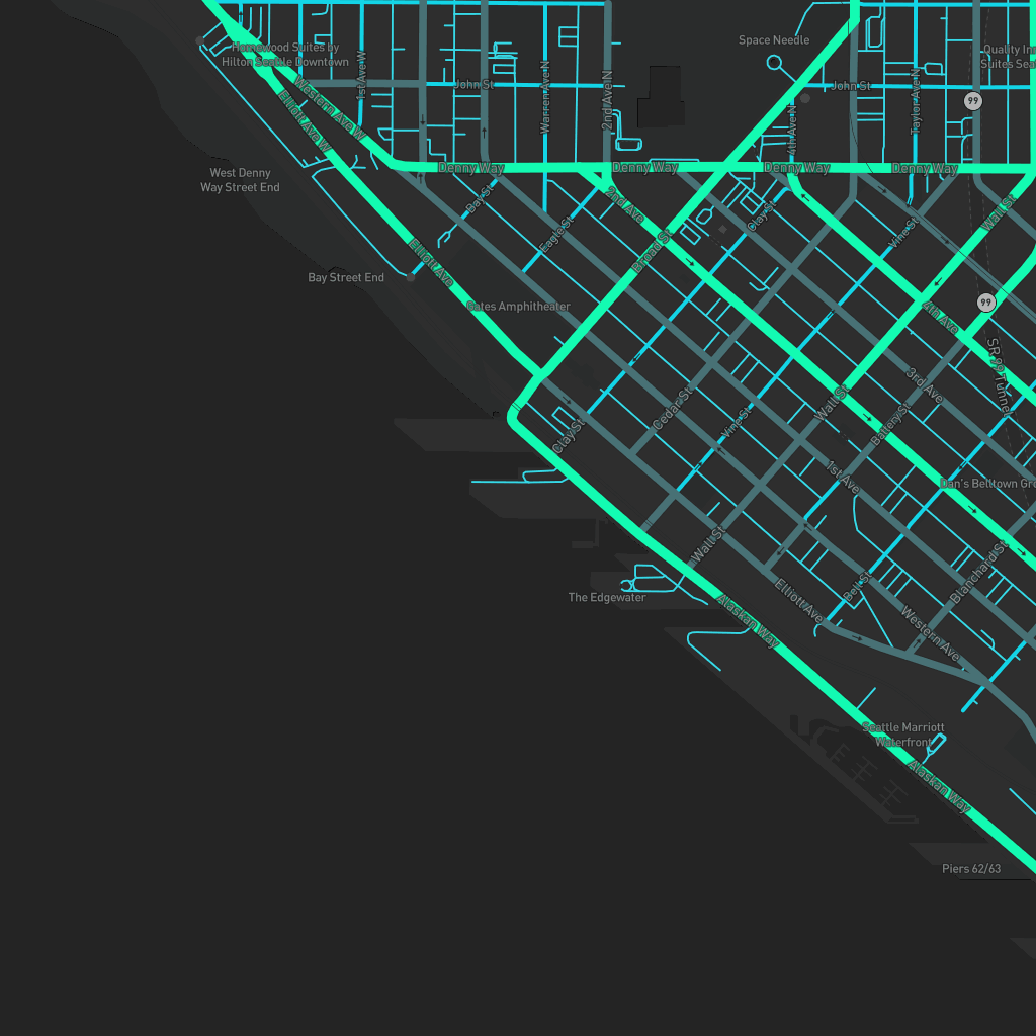 Space Needle
Homewood Suites by
Hilton Seattle Downtown
Quality In
Suites Sea
1st Ave W
John St
John St
Warren Ave N
2nd Ave N
4th Ave N
Taylor Ave N
99
Western Ave W
Elliott Ave W
Denny Way
Denny Way
Denny Way
Denny Way
West Denny
Way Street End
Bay St
2nd Ave
Clay St
Wall St
Eagle St
Vine St
Broad St
Elliott Ave
Bay Street End
Gates Amphitheater
99
4th Ave
SR 99 Tunnel
3rd Ave
Cedar St
Wall St
Battery St
Vine St
Clay St
1st Ave
Dan's Belltown Gro
Wall St
Blanchard St
Bell St
The Edgewater
Elliott Ave
Alaskan Way
Western Ave
Seattle Marriott
Waterfront
Alaskan Way
Piers 62/63